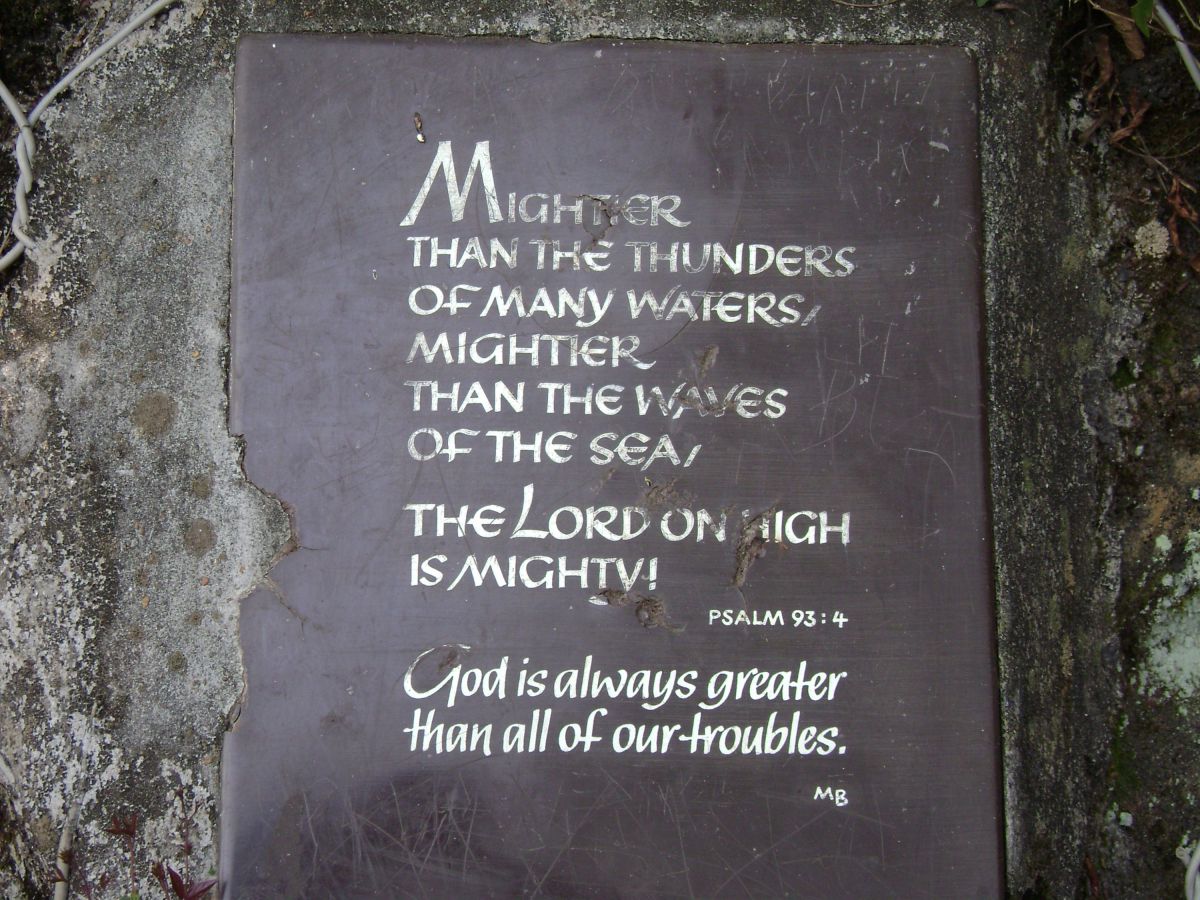 MIGHTIER
THAN THE THUNDERS
OF MANY WATERS,
MIGHTIER
THAN THE WAVES
OF THE SEA,
THE LORD ON HIGH
IS MIGHTY!
PSALM 93:4
God is always greater
than all of our troubles.
MB